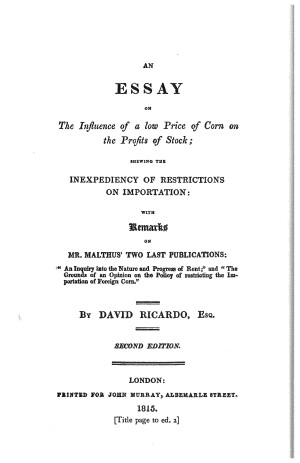 AN
ESSAY
ON
The Influence of a low Price of Corn on
the Profits of Stock;
SHEWING THE
INEXPEDIENCY OF RESTRICTIONS
ON IMPORTATION:
WITH
Remarks
ON
MR. MALTHUS' TWO LAST PUBLICATIONS:
"An Inquiry into the Nature and Progress of Rent;" and "The
Grounds of an Opinion on the Policy of restricting the Im-
portation of Foreign Corn."
BY DAVID RICARDO, ESQ.
SECOND EDITION.
LONDON:
PRINTED FOR JOHN MURRAY, ALBEMARLE STREET.
1815.
[Title page to ed. 2]